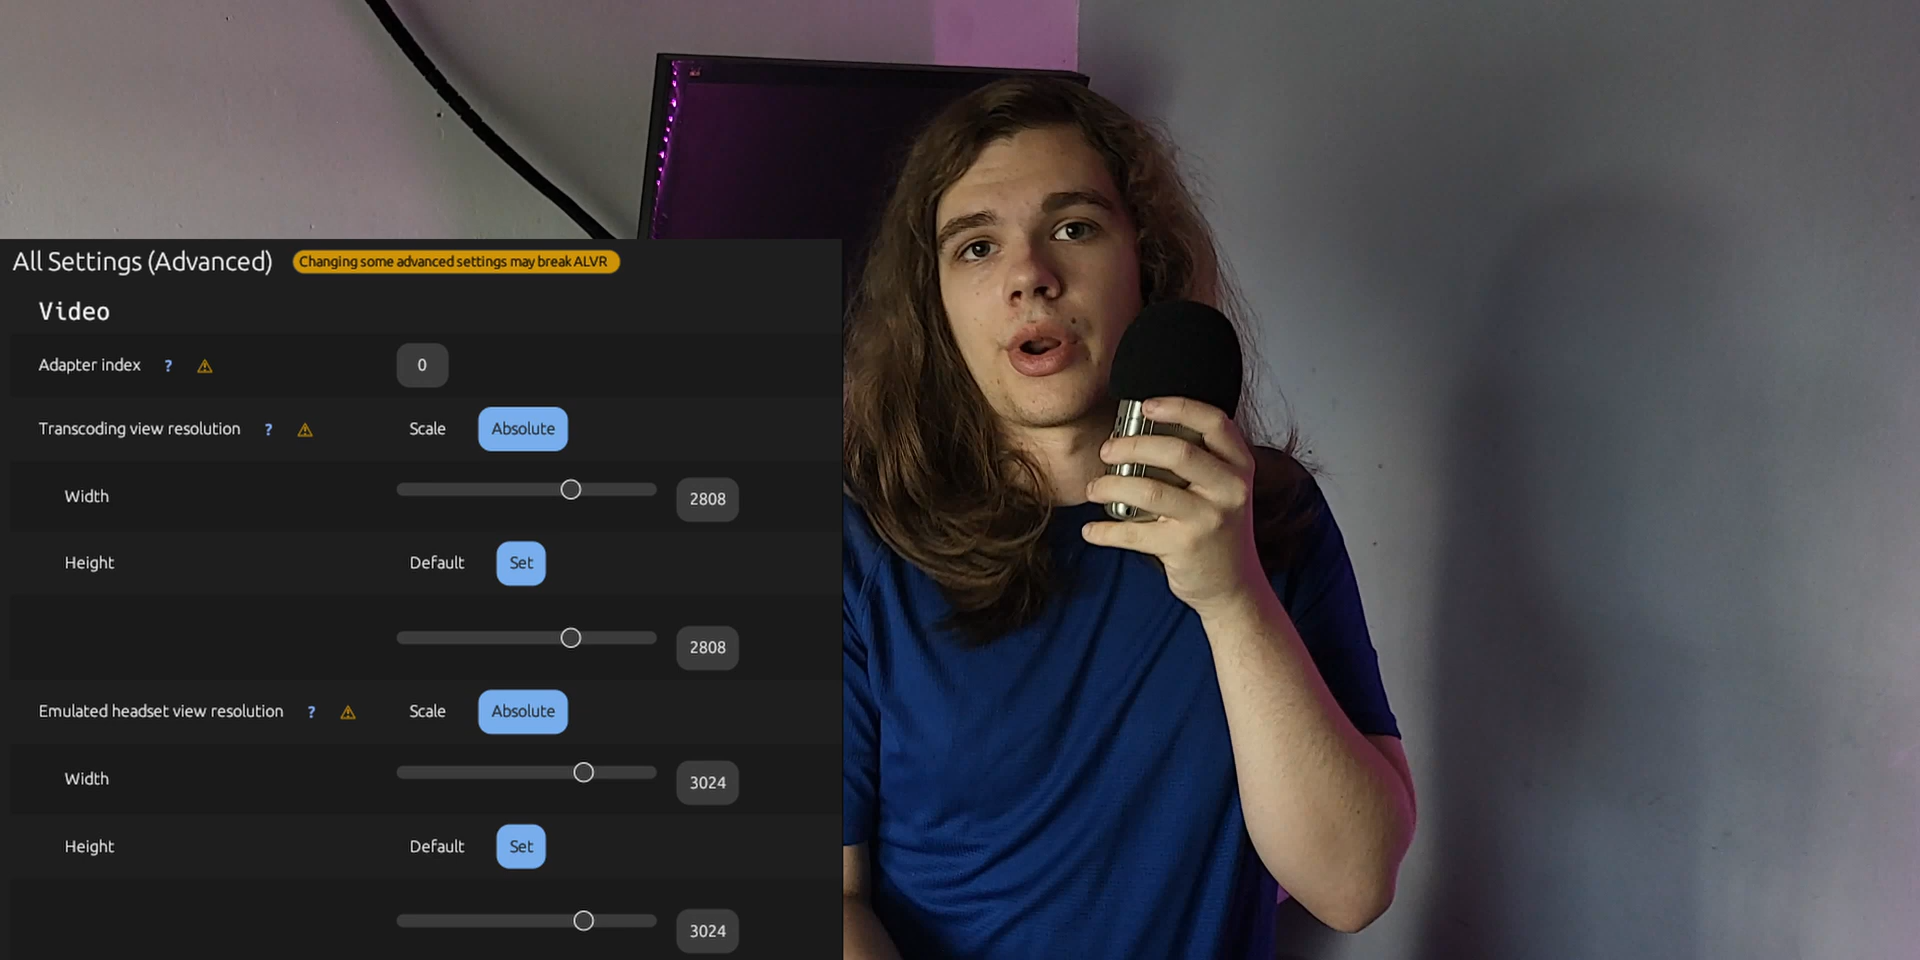 All Settings (Advanced) Changing some advanced settings may break ALVR
Video
Adapter index ? ⚠ 0
Transcoding view resolution ? ⚠ Scale Absolute
Width 2808
Height Default Set
2808
Emulated headset view resolution ? ⚠ Scale Absolute
Width 3024
Height Default Set
3024